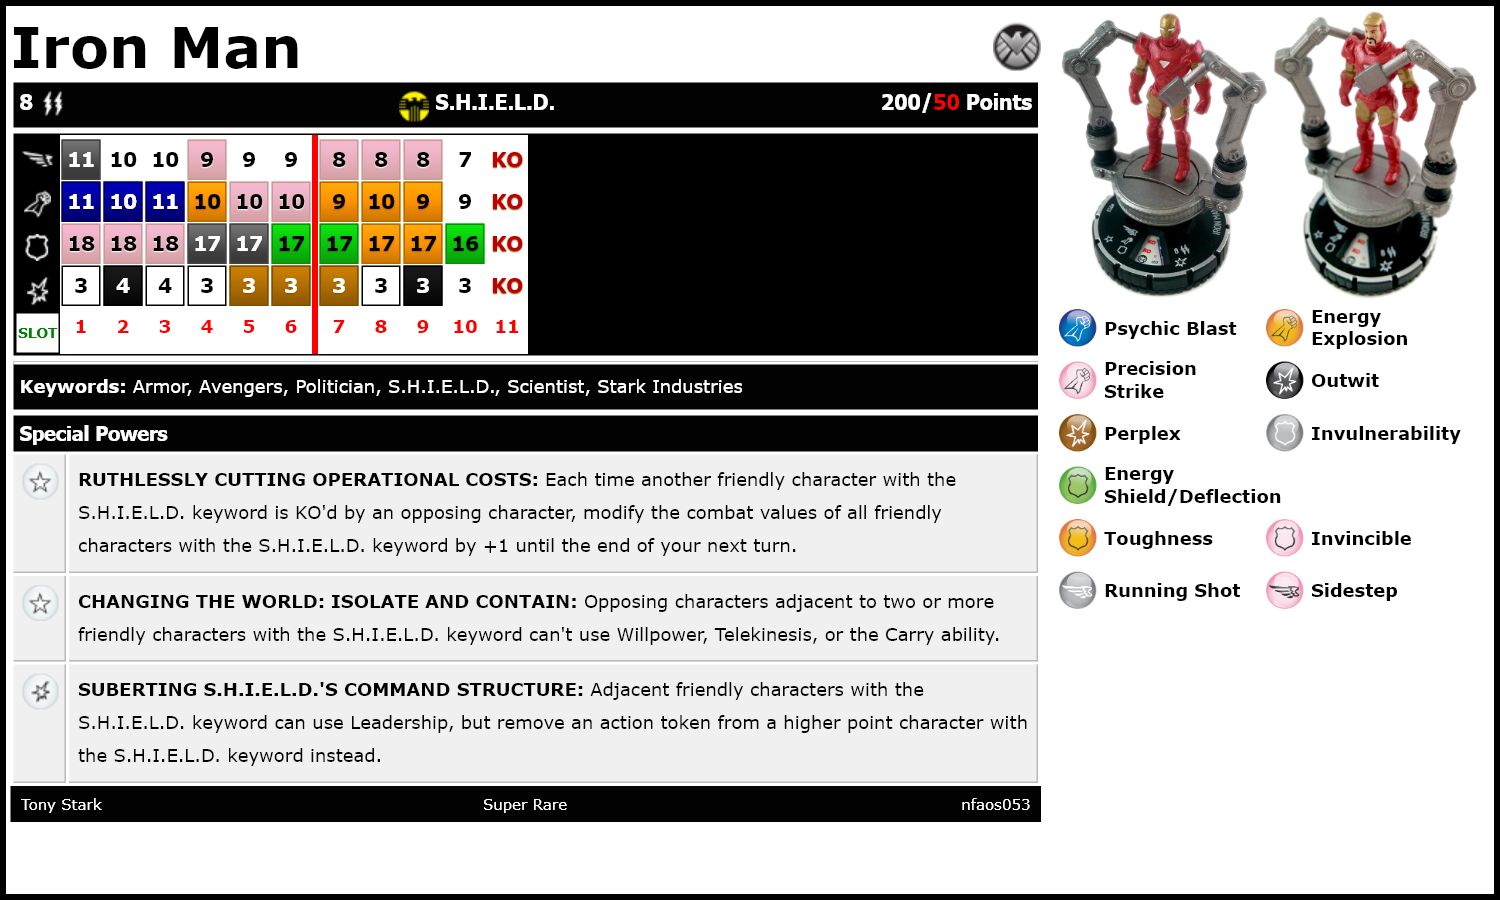 Iron Man
8 S.H.I.E.L.D. 200/50 Points
11 10 10 9 9 9 8 8 8 7 KO
11 10 11 10 10 10 9 10 9 9 KO
18 18 18 17 17 17 17 17 17 16 KO
3 4 4 3 3 3 3 3 3 3 KO
SLOT 1 2 3 4 5 6 7 8 9 10 11
Keywords: Armor, Avengers, Politician, S.H.I.E.L.D., Scientist, Stark Industries
Special Powers
RUTHLESSLY CUTTING OPERATIONAL COSTS: Each time another friendly character with the
S.H.I.E.L.D. keyword is KO'd by an opposing character, modify the combat values of all friendly
characters with the S.H.I.E.L.D. keyword by +1 until the end of your next turn.
CHANGING THE WORLD: ISOLATE AND CONTAIN: Opposing characters adjacent to two or more
friendly characters with the S.H.I.E.L.D. keyword can't use Willpower, Telekinesis, or the Carry ability.
SUBERTING S.H.I.E.L.D.'S COMMAND STRUCTURE: Adjacent friendly characters with the
S.H.I.E.L.D. keyword can use Leadership, but remove an action token from a higher point character with
the S.H.I.E.L.D. keyword instead.
Tony Stark Super Rare nfaos053
Psychic Blast
Energy
Explosion
Precision
Strike
Outwit
Perplex
Invulnerability
Energy
Shield/Deflection
Toughness
Invincible
Running Shot
Sidestep